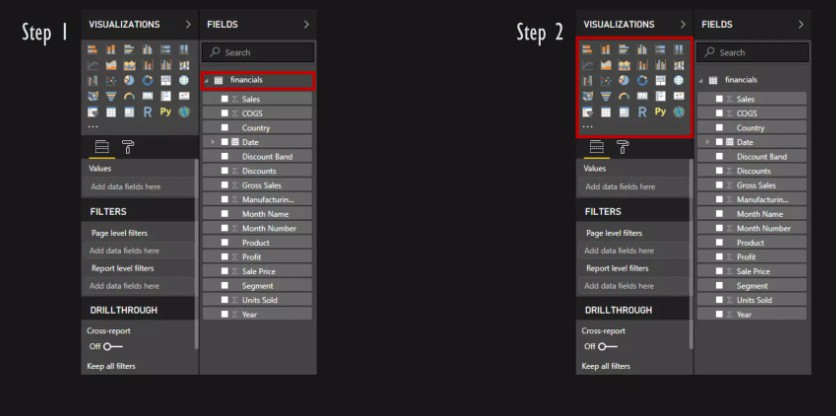 Step 1
VISUALIZATIONS
R Py
...
Values
Add data fields here
FILTERS
Page level filters
Add data fields here
Report level filters
Add data fields here
DRILLTHROUGH
Cross-report
Off
Keep all filters
FIELDS
Search
financials
Σ Sales
Σ COGS
Country
Date
Discount Band
Σ Discounts
Σ Gross Sales
Σ Manufacturin...
Month Name
Σ Month Number
Product
Σ Profit
Σ Sale Price
Segment
Σ Units Sold
Σ Year
Step 2
VISUALIZATIONS
R Py
...
Values
Add data fields here
FILTERS
Page level filters
Add data fields here
Report level filters
Add data fields here
DRILLTHROUGH
Cross-report
Off
Keep all filters
FIELDS
Search
financials
Σ Sales
Σ COGS
Country
Date
Discount Band
Σ Discounts
Σ Gross Sales
Σ Manufacturin...
Month Name
Σ Month Number
Product
Σ Profit
Σ Sale Price
Segment
Σ Units Sold
Σ Year